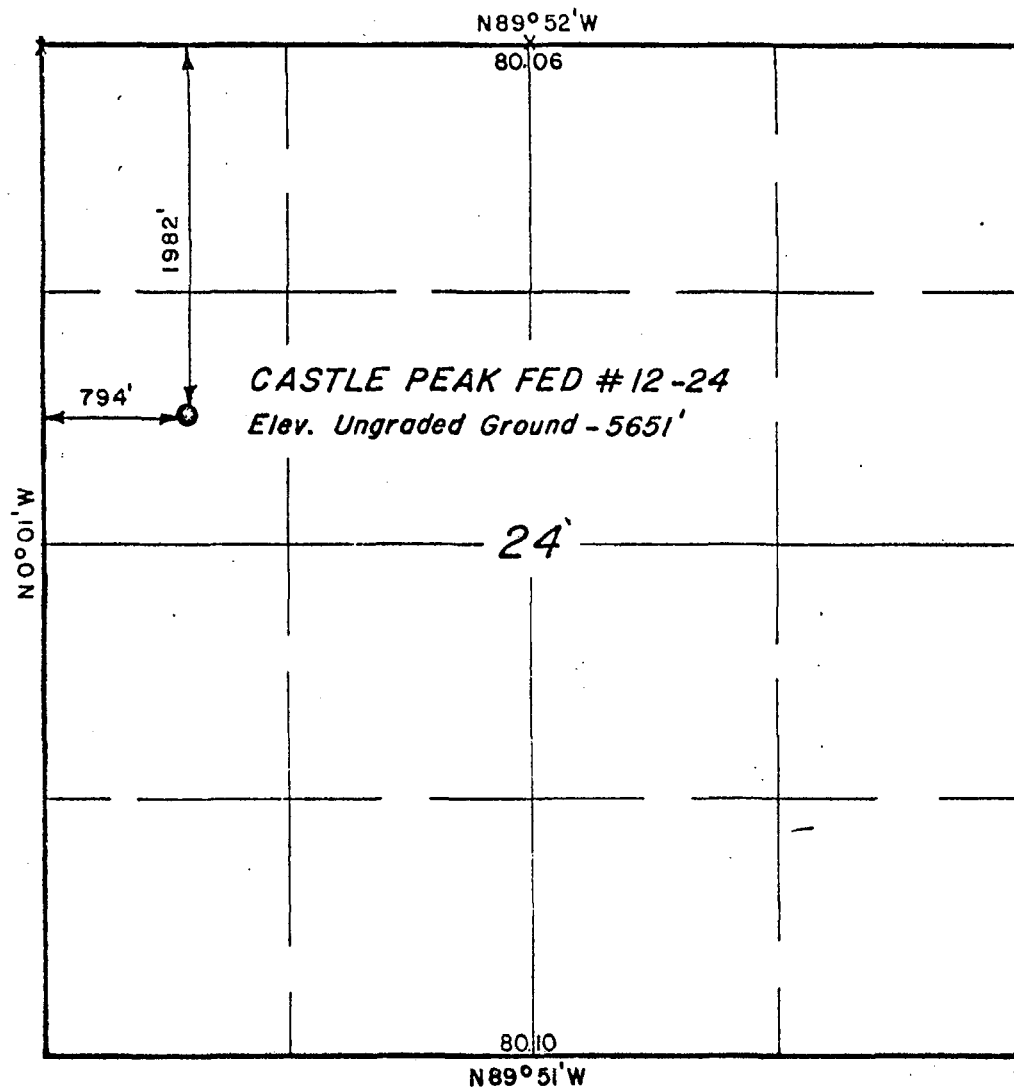 N89°52'W
80.06
1982'
794'
CASTLE PEAK FED #12-24
Elev. Ungraded Ground - 5651'
N0°01'W
24
80.10
N89°51'W